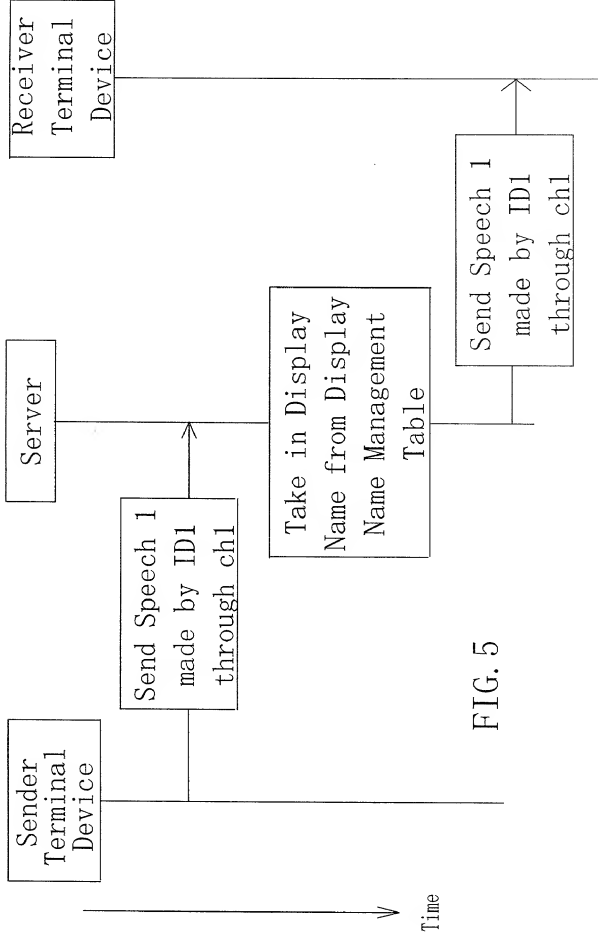 Sender
Terminal
Device
Server
Receiver
Terminal
Device
Send Speech 1
made by ID1
through ch1
Take in Display
Name from Display
Name Management
Table
Send Speech 1
made by ID1
through ch1
Time
FIG. 5